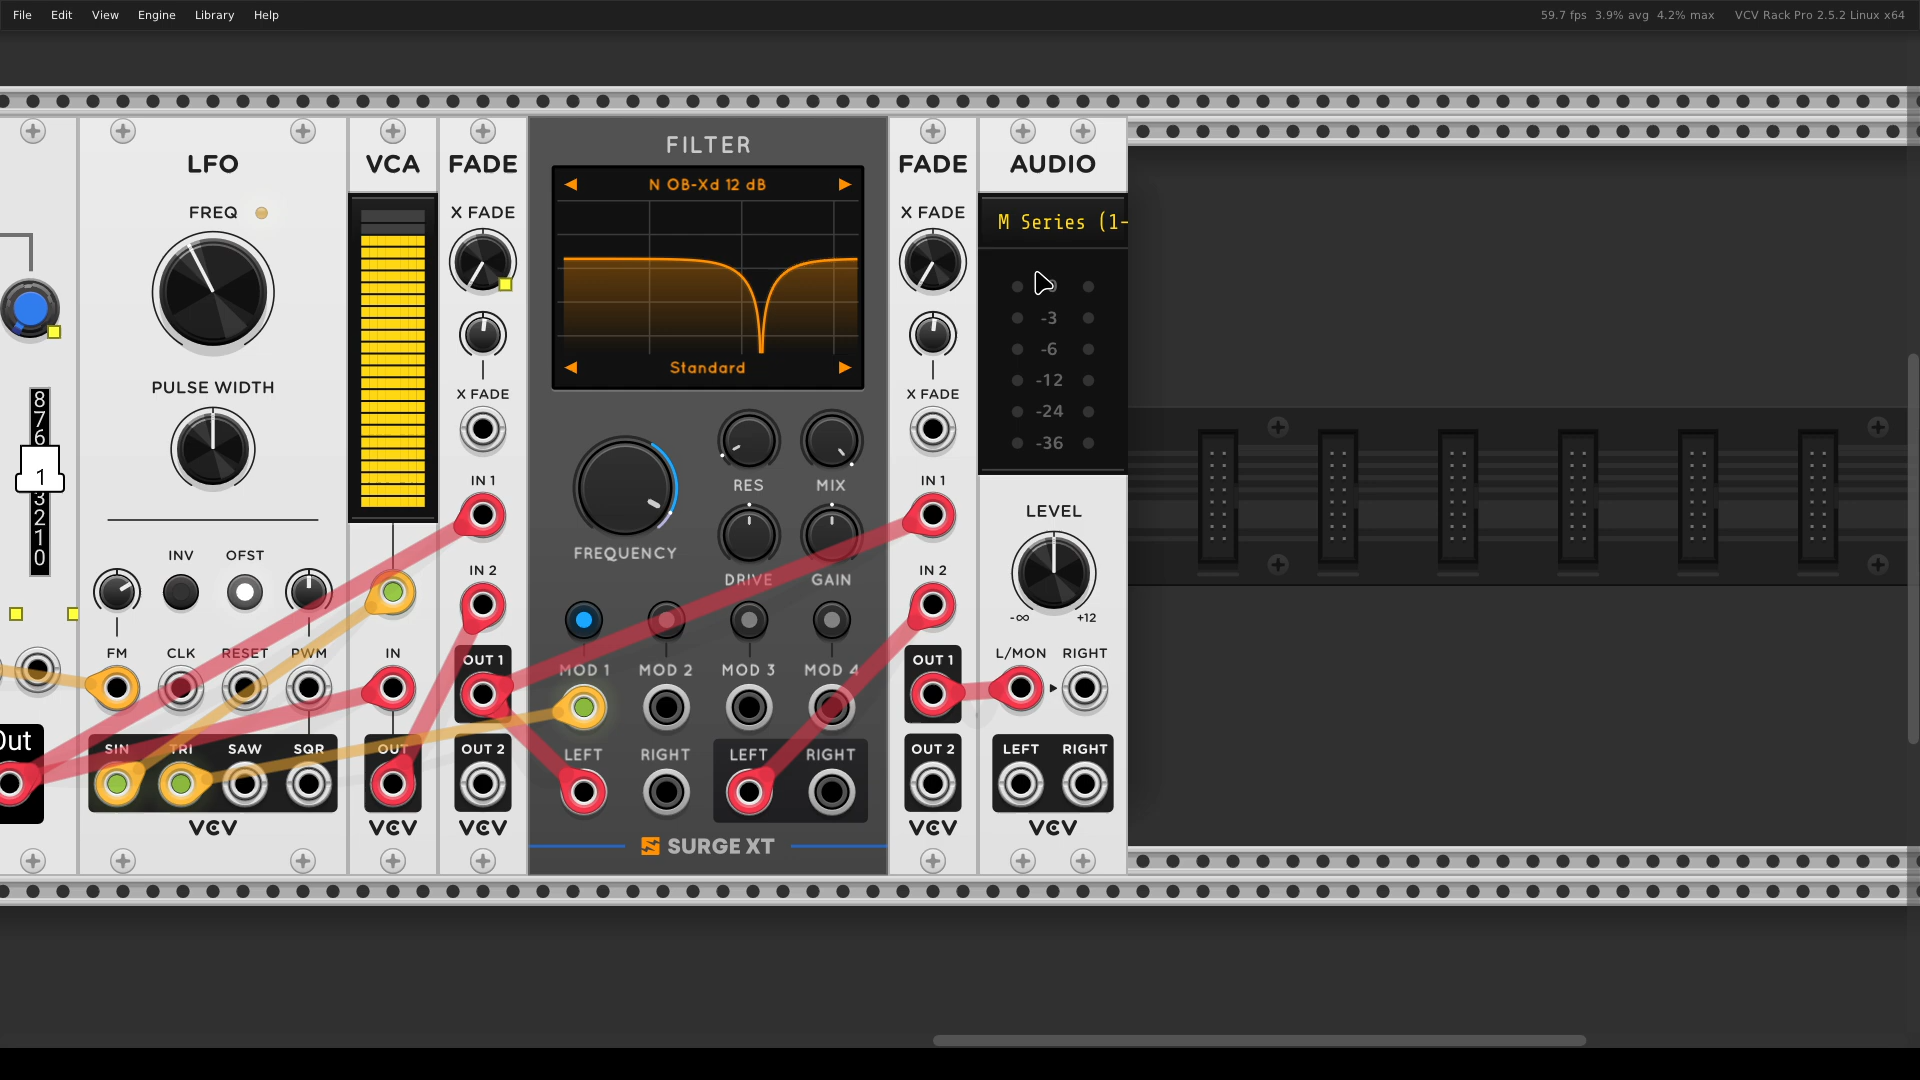 File Edit View Engine Library Help
59.7 fps 3.9% avg 4.2% max VCV Rack Pro 2.5.2 Linux x64
LFO
FREQ
PULSE WIDTH
8
7
6
1
3
2
1
0
INV OFST
FM CLK RESET PWM
Out
SIN TRI SAW SQR
VCV
VCA
IN
OUT
VCV
FADE
X FADE
X FADE
IN 1
IN 2
OUT 1
OUT 2
VCV
FILTER
N OB-Xd 12 dB
Standard
RES MIX
FREQUENCY
DRIVE GAIN
MOD 1 MOD 2 MOD 3 MOD 4
LEFT RIGHT LEFT RIGHT
SURGE XT
FADE
X FADE
X FADE
IN 1
IN 2
OUT 1
OUT 2
VCV
AUDIO
M Series (1-
-3
-6
-12
-24
-36
LEVEL
-∞ +12
L/MON RIGHT
LEFT RIGHT
VCV